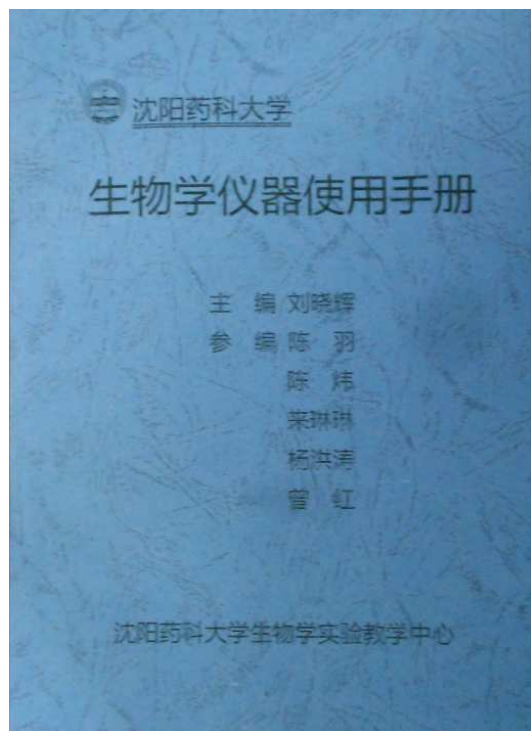 沈阳药科大学
生物学仪器使用手册
主 编 刘晓辉
参 编 陈 羽
陈 炜
来琳琳
杨洪涛
曾 虹
沈阳药科大学生物学实验教学中心